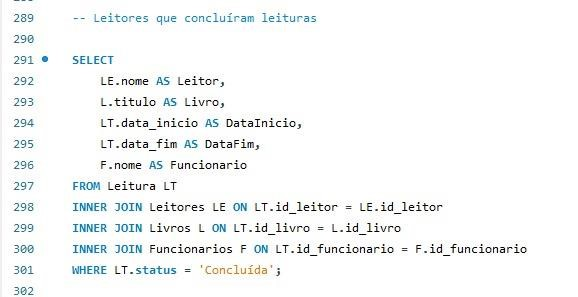 289 -- Leitores que concluíram leituras
290
291 SELECT
292 LE.nome AS Leitor,
293 L.titulo AS Livro,
294 LT.data_inicio AS DataInicio,
295 LT.data_fim AS DataFim,
296 F.nome AS Funcionario
297 FROM Leitura LT
298 INNER JOIN Leitores LE ON LT.id_leitor = LE.id_leitor
299 INNER JOIN Livros L ON LT.id_livro = L.id_livro
300 INNER JOIN Funcionarios F ON LT.id_funcionario = F.id_funcionario
301 WHERE LT.status = 'Concluída';
302